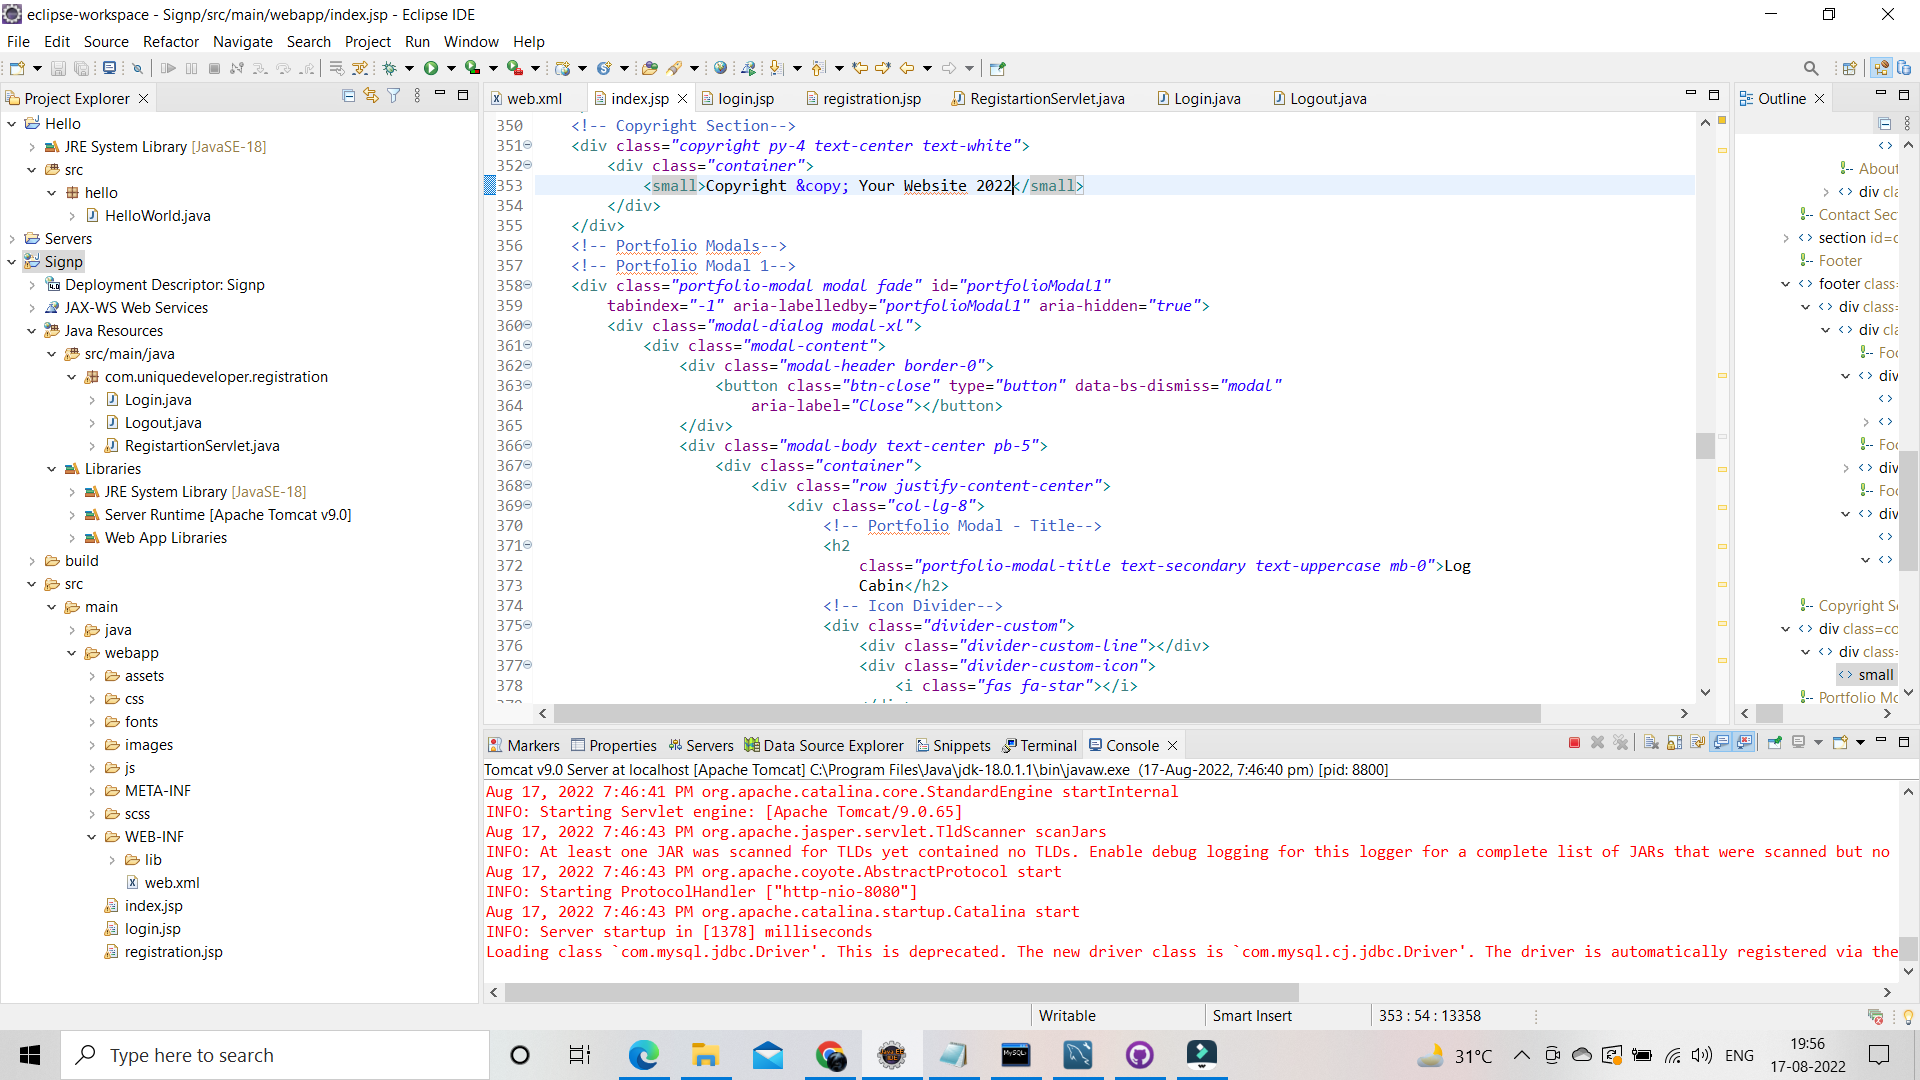 eclipse-workspace - Signp/src/main/webapp/index.jsp - Eclipse IDE
File Edit Source Refactor Navigate Search Project Run Window Help
Project Explorer
Hello
JRE System Library [JavaSE-18]
src
hello
HelloWorld.java
Servers
Signp
Deployment Descriptor: Signp
JAX-WS Web Services
Java Resources
src/main/java
com.uniquedeveloper.registration
Login.java
Logout.java
RegistartionServlet.java
Libraries
JRE System Library [JavaSE-18]
Server Runtime [Apache Tomcat v9.0]
Web App Libraries
build
src
main
java
webapp
assets
css
fonts
images
js
META-INF
scss
WEB-INF
lib
web.xml
index.jsp
login.jsp
registration.jsp
web.xml index.jsp login.jsp registration.jsp RegistartionServlet.java Login.java Logout.java
350 <!-- Copyright Section-->
351 <div class="copyright py-4 text-center text-white">
352 <div class="container">
353 <small>Copyright &copy; Your Website 2022</small>
354 </div>
355 </div>
356 <!-- Portfolio Modals-->
357 <!-- Portfolio Modal 1-->
358 <div class="portfolio-modal modal fade" id="portfolioModal1"
359 tabindex="-1" aria-labelledby="portfolioModal1" aria-hidden="true">
360 <div class="modal-dialog modal-xl">
361 <div class="modal-content">
362 <div class="modal-header border-0">
363 <button class="btn-close" type="button" data-bs-dismiss="modal"
364 aria-label="Close"></button>
365 </div>
366 <div class="modal-body text-center pb-5">
367 <div class="container">
368 <div class="row justify-content-center">
369 <div class="col-lg-8">
370 <!-- Portfolio Modal - Title-->
371 <h2
372 class="portfolio-modal-title text-secondary text-uppercase mb-0">Log
373 Cabin</h2>
374 <!-- Icon Divider-->
375 <div class="divider-custom">
376 <div class="divider-custom-line"></div>
377 <div class="divider-custom-icon">
378 <i class="fas fa-star"></i>
Outline
<>
About
<> div cla
Contact Sec
<> section id=c
Footer
<> footer class=
<> div class=
<> div cla
Foo
<> div
<>
<>
Foo
<> div
Foo
<> div
<>
<>
Copyright Se
<> div class=co
<> div class=
<> small
Portfolio Mo
Markers Properties Servers Data Source Explorer Snippets Terminal Console
Tomcat v9.0 Server at localhost [Apache Tomcat] C:\Program Files\Java\jdk-18.0.1.1\bin\javaw.exe (17-Aug-2022, 7:46:40 pm) [pid: 8800]
Aug 17, 2022 7:46:41 PM org.apache.catalina.core.StandardEngine startInternal
INFO: Starting Servlet engine: [Apache Tomcat/9.0.65]
Aug 17, 2022 7:46:43 PM org.apache.jasper.servlet.TldScanner scanJars
INFO: At least one JAR was scanned for TLDs yet contained no TLDs. Enable debug logging for this logger for a complete list of JARs that were scanned but no
Aug 17, 2022 7:46:43 PM org.apache.coyote.AbstractProtocol start
INFO: Starting ProtocolHandler ["http-nio-8080"]
Aug 17, 2022 7:46:43 PM org.apache.catalina.startup.Catalina start
INFO: Server startup in [1378] milliseconds
Loading class `com.mysql.jdbc.Driver'. This is deprecated. The new driver class is `com.mysql.cj.jdbc.Driver'. The driver is automatically registered via the
Writable Smart Insert 353 : 54 : 13358
Type here to search
31°C ENG 19:56
17-08-2022